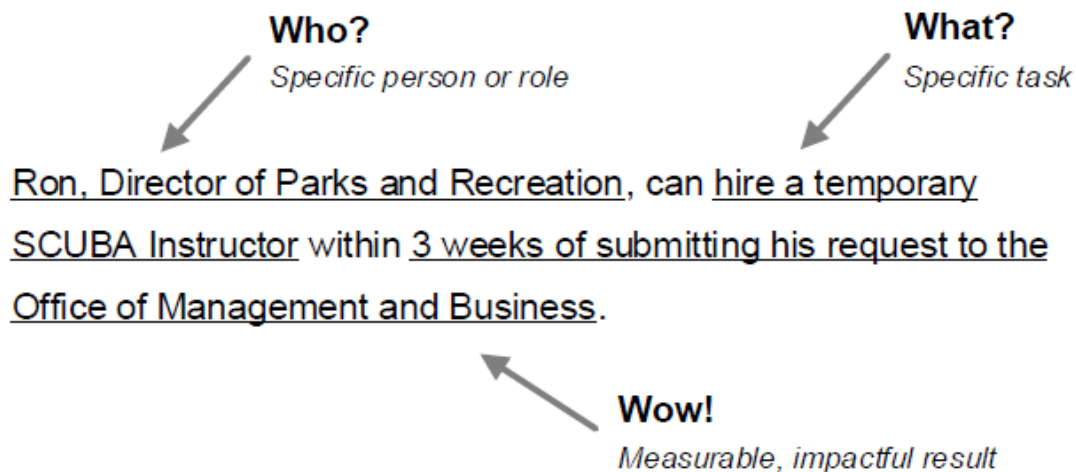 Who?
What?
Specific person or role
Specific task
Ron, Director of Parks and Recreation, can hire a temporary
SCUBA Instructor within 3 weeks of submitting his request to the
Office of Management and Business.
Wow!
Measurable, impactful result